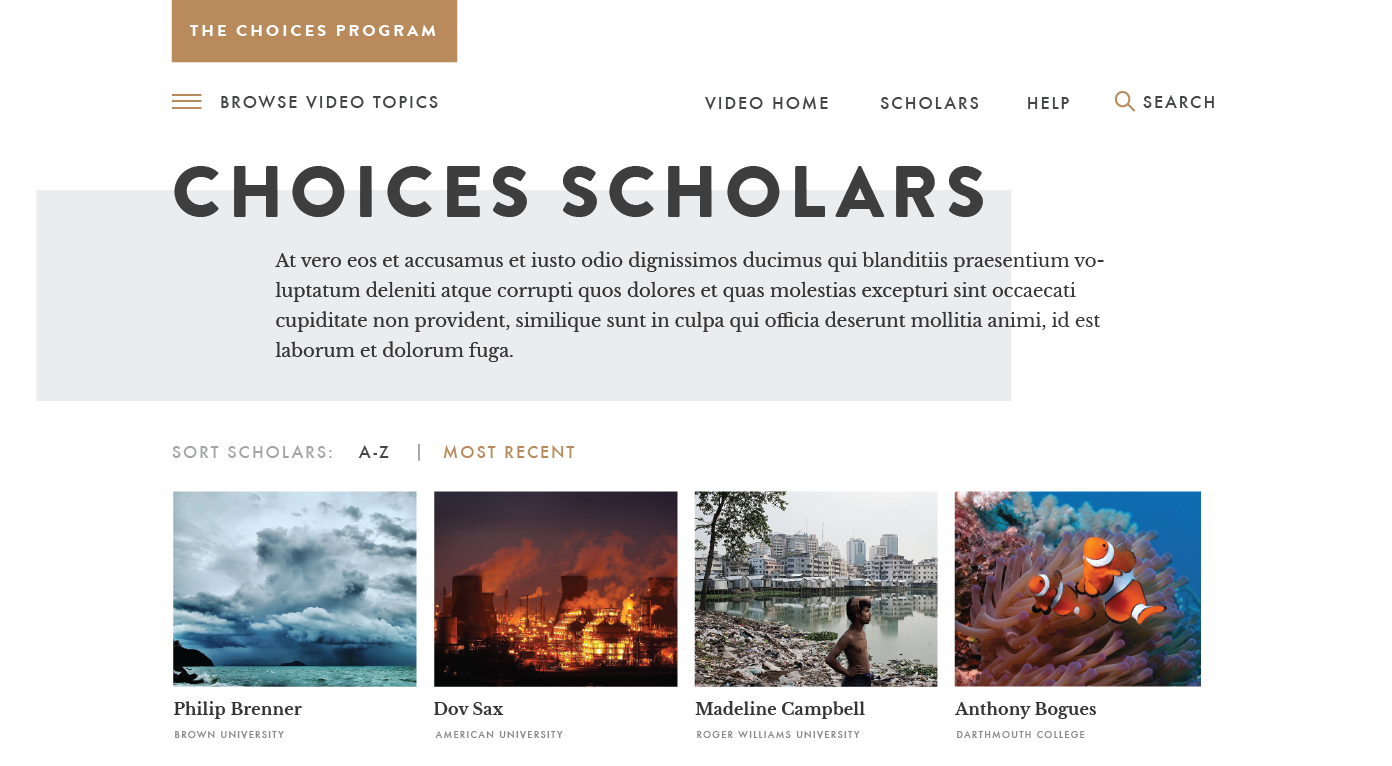 THE CHOICES PROGRAM
BROWSE VIDEO TOPICS
VIDEO HOME
SCHOLARS
HELP
SEARCH
CHOICES SCHOLARS
At vero eos et accusamus et iusto odio dignissimos ducimus qui blanditiis praesentium vo-
luptatum deleniti atque corrupti quos dolores et quas molestias excepturi sint occaecati
cupiditate non provident, similique sunt in culpa qui officia deserunt mollitia animi, id est
laborum et dolorum fuga.
SORT SCHOLARS: A-Z | MOST RECENT
Philip Brenner
BROWN UNIVERSITY
Dov Sax
AMERICAN UNIVERSITY
Madeline Campbell
ROGER WILLIAMS UNIVERSITY
Anthony Bogues
DARTHMOUTH COLLEGE